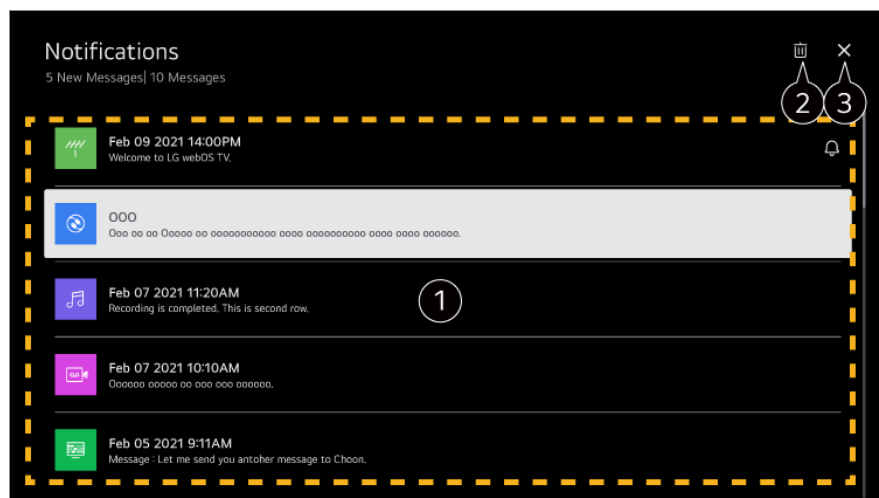 Notifications
5 New Messages| 10 Messages
2
3
Feb 09 2021 14:00PM
Welcome to LG webOS TV.
OOO
Ooo oo oo Ooooo oo ooooooooooo oooo oooooooooo oooo oooo oooooo.
Feb 07 2021 11:20AM
Recording is completed. This is second row.
1
Feb 07 2021 10:10AM
Oooooo ooooo oo ooo ooo oooooo.
Feb 05 2021 9:11AM
Message : Let me send you antoher message to Choon.